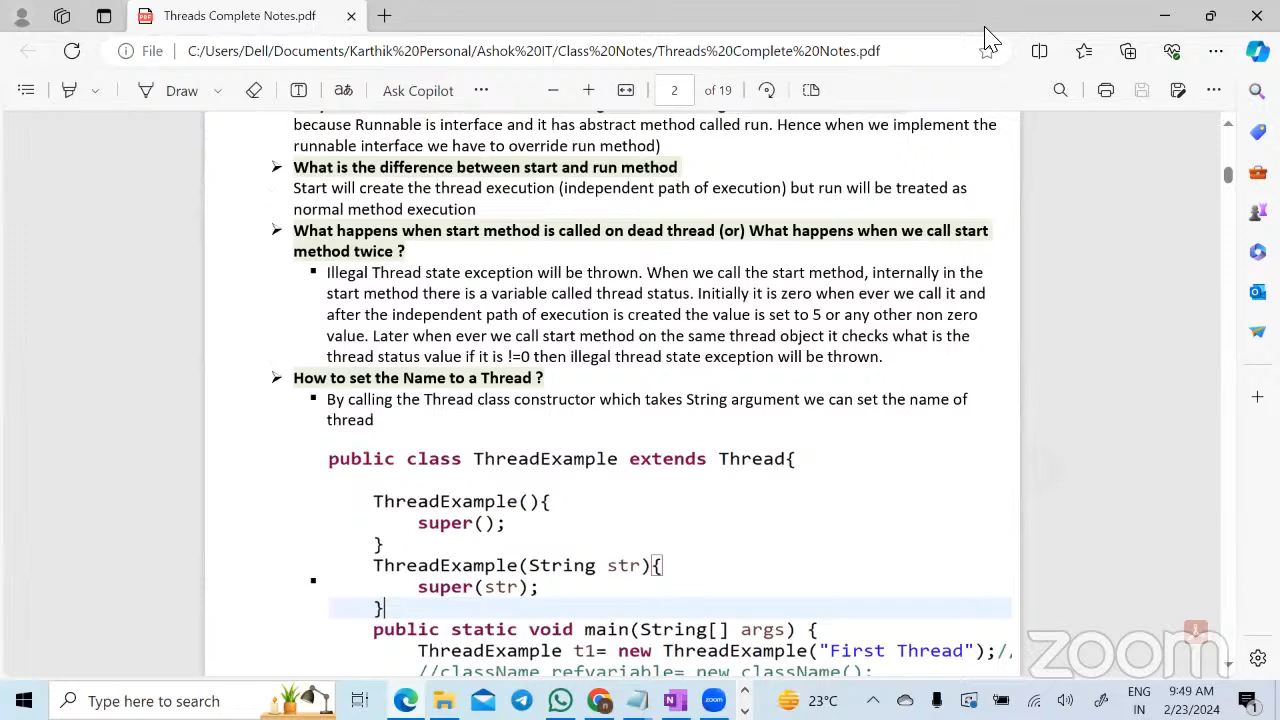 Threads Complete Notes.pdf
File C:/Users/Dell/Documents/Karthik%20Personal/Ashok%20IT/Class%20Notes/Threads%20Complete%20Notes.pdf
Draw Ask Copilot 2 of 19
because Runnable is interface and it has abstract method called run. Hence when we implement the
runnable interface we have to override run method)
What is the difference between start and run method
Start will create the thread execution (independent path of execution) but run will be treated as
normal method execution
What happens when start method is called on dead thread (or) What happens when we call start
method twice ?
Illegal Thread state exception will be thrown. When we call the start method, internally in the
start method there is a variable called thread status. Initially it is zero when ever we call it and
after the independent path of execution is created the value is set to 5 or any other non zero
value. Later when ever we call start method on the same thread object it checks what is the
thread status value if it is !=0 then illegal thread state exception will be thrown.
How to set the Name to a Thread ?
By calling the Thread class constructor which takes String argument we can set the name of
thread
public class ThreadExample extends Thread{
ThreadExample(){
super();
}
ThreadExample(String str){
super(str);
}
public static void main(String[] args) {
ThreadExample t1= new ThreadExample("First Thread");//
//className refvariable= new className();
zoom
Type here to search
zoom
23°C
ENG
IN
9:49 AM
2/23/2024